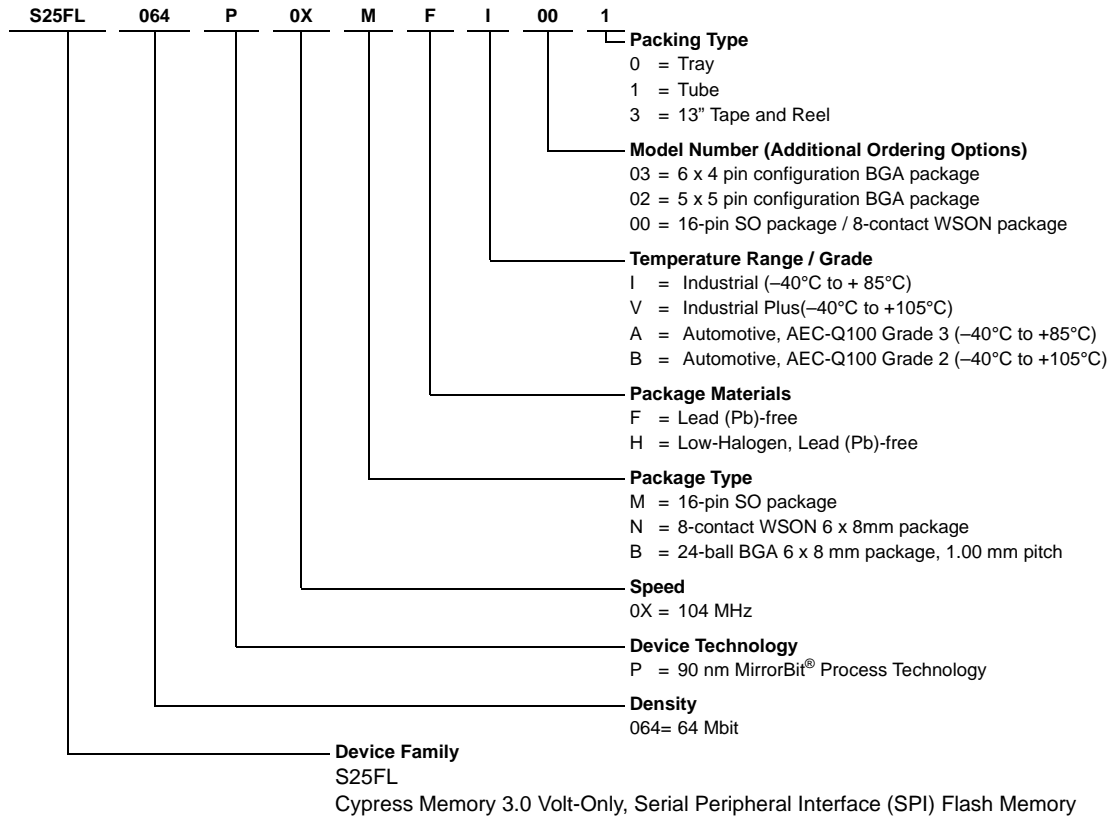 S25FL 064 P 0X M F I 00 1
Packing Type
0 = Tray
1 = Tube
3 = 13” Tape and Reel
Model Number (Additional Ordering Options)
03 = 6 x 4 pin configuration BGA package
02 = 5 x 5 pin configuration BGA package
00 = 16-pin SO package / 8-contact WSON package
Temperature Range / Grade
I = Industrial (–40°C to + 85°C)
V = Industrial Plus(–40°C to +105°C)
A = Automotive, AEC-Q100 Grade 3 (–40°C to +85°C)
B = Automotive, AEC-Q100 Grade 2 (–40°C to +105°C)
Package Materials
F = Lead (Pb)-free
H = Low-Halogen, Lead (Pb)-free
Package Type
M = 16-pin SO package
N = 8-contact WSON 6 x 8mm package
B = 24-ball BGA 6 x 8 mm package, 1.00 mm pitch
Speed
0X = 104 MHz
Device Technology
P = 90 nm MirrorBit® Process Technology
Density
064= 64 Mbit
Device Family
S25FL
Cypress Memory 3.0 Volt-Only, Serial Peripheral Interface (SPI) Flash Memory